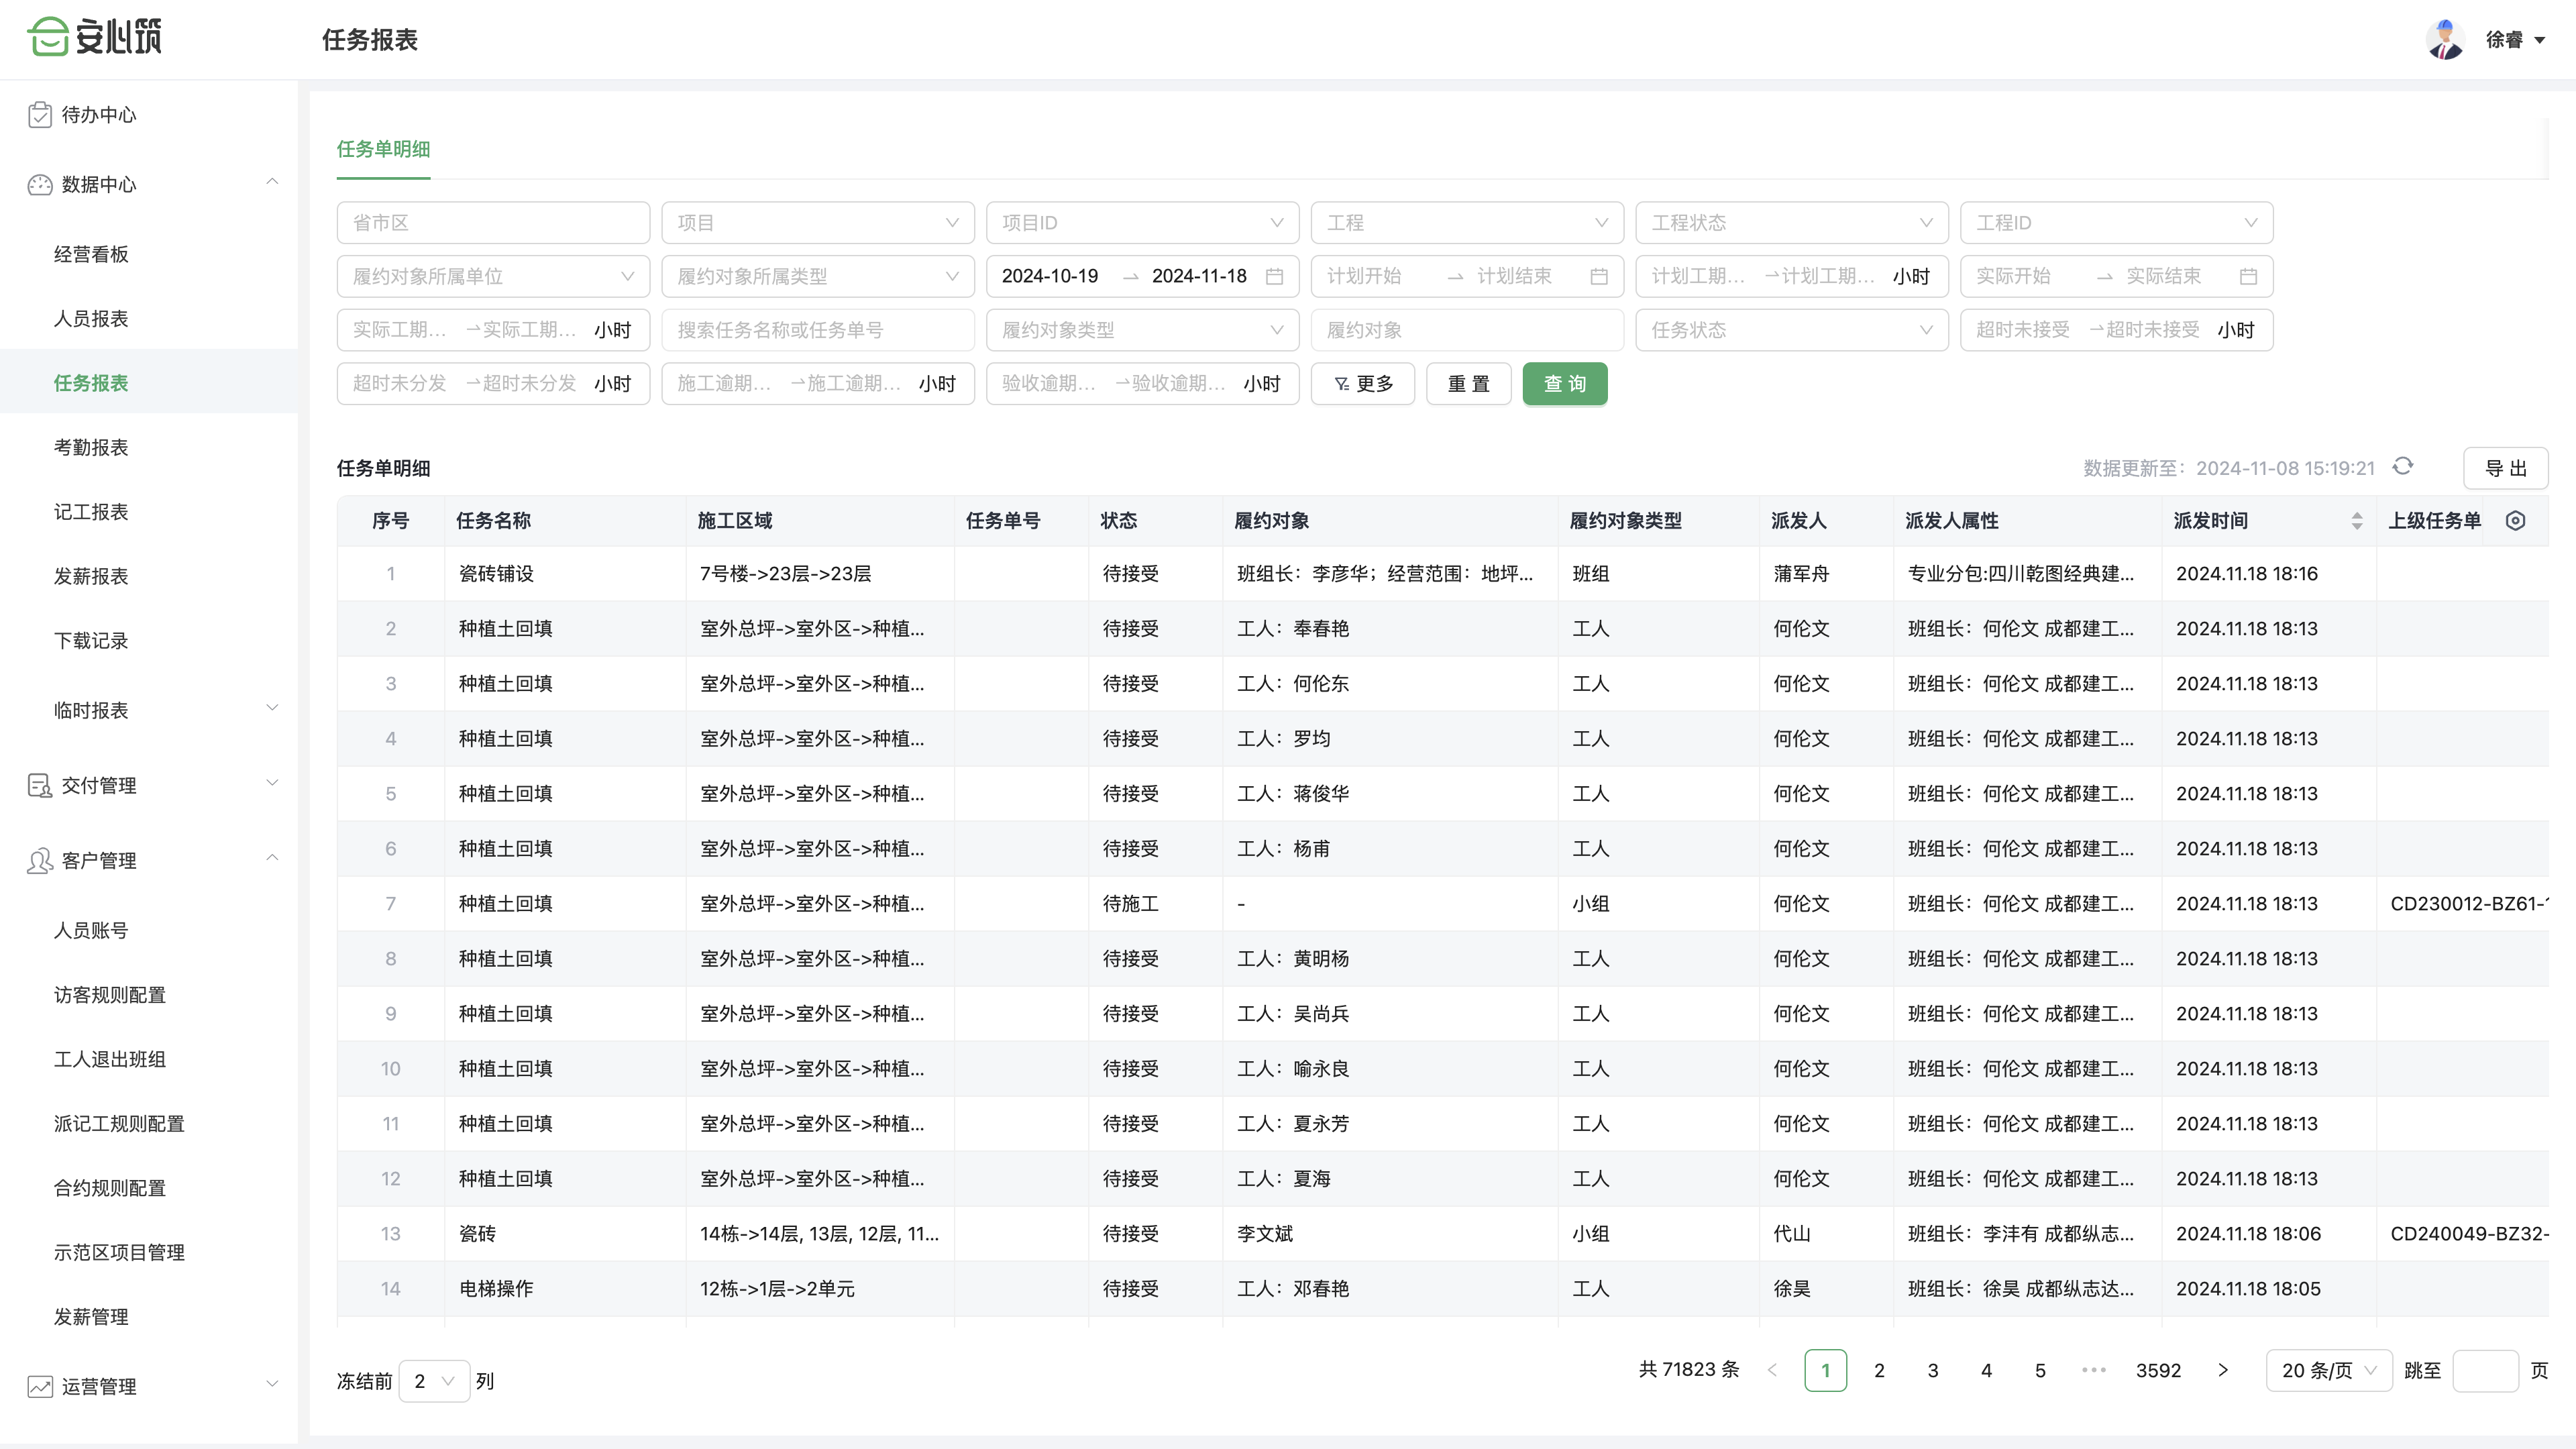 安心筑
任务报表
徐睿
待办中心
数据中心
经营看板
人员报表
任务报表
考勤报表
记工报表
发薪报表
下载记录
临时报表
交付管理
客户管理
人员账号
访客规则配置
工人退出班组
派记工规则配置
合约规则配置
示范区项目管理
发薪管理
运营管理
任务单明细
省市区 项目 项目ID 工程 工程状态 工程ID
履约对象所属单位 履约对象所属类型 2024-10-19 → 2024-11-18 计划开始 → 计划结束 计划工期... →计划工期... 小时 实际开始 → 实际结束
实际工期... →实际工期... 小时 搜索任务名称或任务单号 履约对象类型 履约对象 任务状态 超时未接受 →超时未接受 小时
超时未分发 →超时未分发 小时 施工逾期... →施工逾期... 小时 验收逾期... →验收逾期... 小时 更多 重 置 查 询
任务单明细 数据更新至：2024-11-08 15:19:21 导 出
序号 任务名称 施工区域 任务单号 状态 履约对象 履约对象类型 派发人 派发人属性 派发时间 上级任务单
1 瓷砖铺设 7号楼->23层->23层 待接受 班组长：李彦华；经营范围：地坪... 班组 蒲军舟 专业分包:四川乾图经典建... 2024.11.18 18:16
2 种植土回填 室外总坪->室外区->种植... 待接受 工人：奉春艳 工人 何伦文 班组长：何伦文 成都建工... 2024.11.18 18:13
3 种植土回填 室外总坪->室外区->种植... 待接受 工人：何伦东 工人 何伦文 班组长：何伦文 成都建工... 2024.11.18 18:13
4 种植土回填 室外总坪->室外区->种植... 待接受 工人：罗均 工人 何伦文 班组长：何伦文 成都建工... 2024.11.18 18:13
5 种植土回填 室外总坪->室外区->种植... 待接受 工人：蒋俊华 工人 何伦文 班组长：何伦文 成都建工... 2024.11.18 18:13
6 种植土回填 室外总坪->室外区->种植... 待接受 工人：杨甫 工人 何伦文 班组长：何伦文 成都建工... 2024.11.18 18:13
7 种植土回填 室外总坪->室外区->种植... 待施工 - 小组 何伦文 班组长：何伦文 成都建工... 2024.11.18 18:13 CD230012-BZ61-1
8 种植土回填 室外总坪->室外区->种植... 待接受 工人：黄明杨 工人 何伦文 班组长：何伦文 成都建工... 2024.11.18 18:13
9 种植土回填 室外总坪->室外区->种植... 待接受 工人：吴尚兵 工人 何伦文 班组长：何伦文 成都建工... 2024.11.18 18:13
10 种植土回填 室外总坪->室外区->种植... 待接受 工人：喻永良 工人 何伦文 班组长：何伦文 成都建工... 2024.11.18 18:13
11 种植土回填 室外总坪->室外区->种植... 待接受 工人：夏永芳 工人 何伦文 班组长：何伦文 成都建工... 2024.11.18 18:13
12 种植土回填 室外总坪->室外区->种植... 待接受 工人：夏海 工人 何伦文 班组长：何伦文 成都建工... 2024.11.18 18:13
13 瓷砖 14栋->14层, 13层, 12层, 11... 待接受 李文斌 小组 代山 班组长：李沣有 成都纵志... 2024.11.18 18:06 CD240049-BZ32-
14 电梯操作 12栋->1层->2单元 待接受 工人：邓春艳 工人 徐昊 班组长：徐昊 成都纵志达... 2024.11.18 18:05
冻结前 2 列 共 71823 条 < 1 2 3 4 5 ••• 3592 > 20 条/页 跳至 页